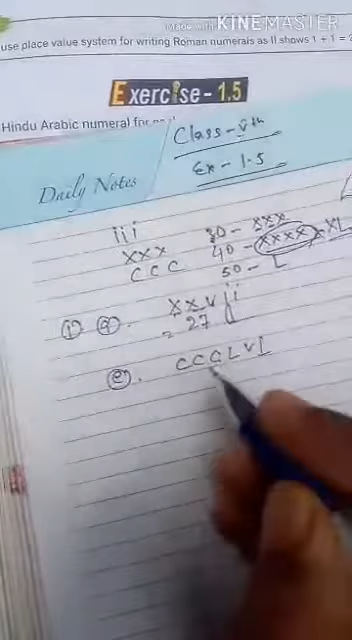 Made with KINEMASTER
use place value system for writing Roman numerals as II shows 1 + 1 = 2
Exercise - 1.5
Hindu Arabic numeral for
Class - Vth
Ex - 1.5
Daily Notes
iii
XXX
CCC
30 - XXX
40 - XXXX - XL
50 - L
(i) (a). XXVii
= 27
(e). CCCLVI